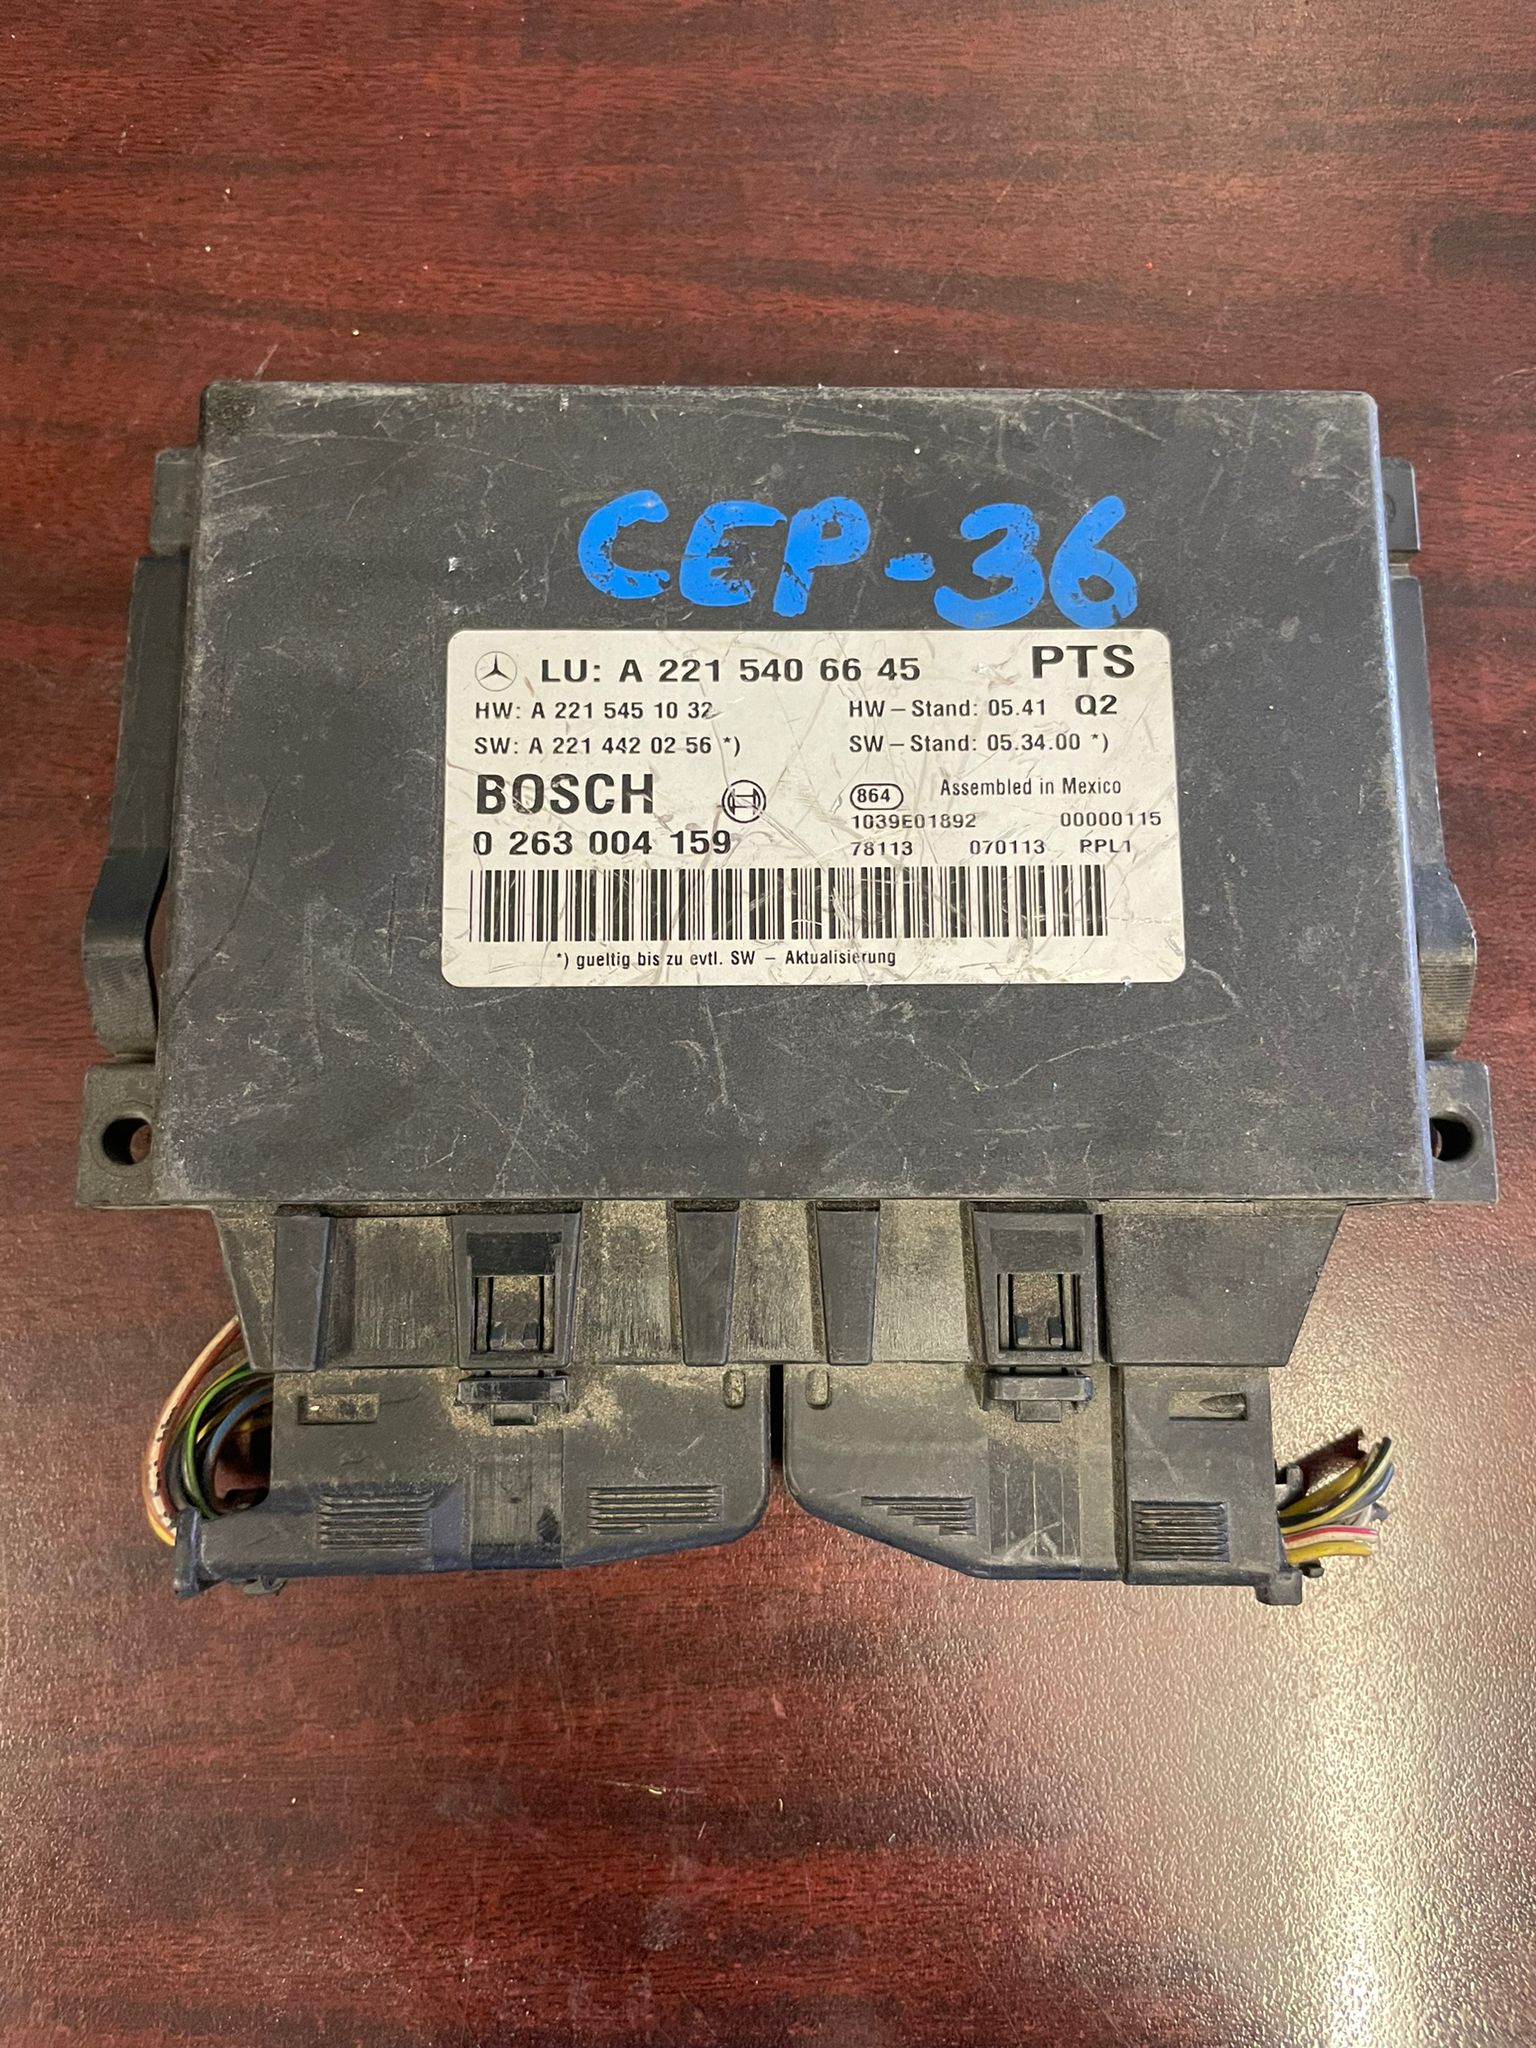 CEP-36
LU: A 221 540 66 45 PTS
HW: A 221 545 10 32 HW-Stand: 05.41 Q2
SW: A 221 442 02 56 *) SW-Stand: 05.34.00 *)
BOSCH 864 Assembled in Mexico
1039E01892 00000115
0 263 004 159 78113 070113 PPL1
*) gueltig bis zu evtl. SW - Aktualisierung